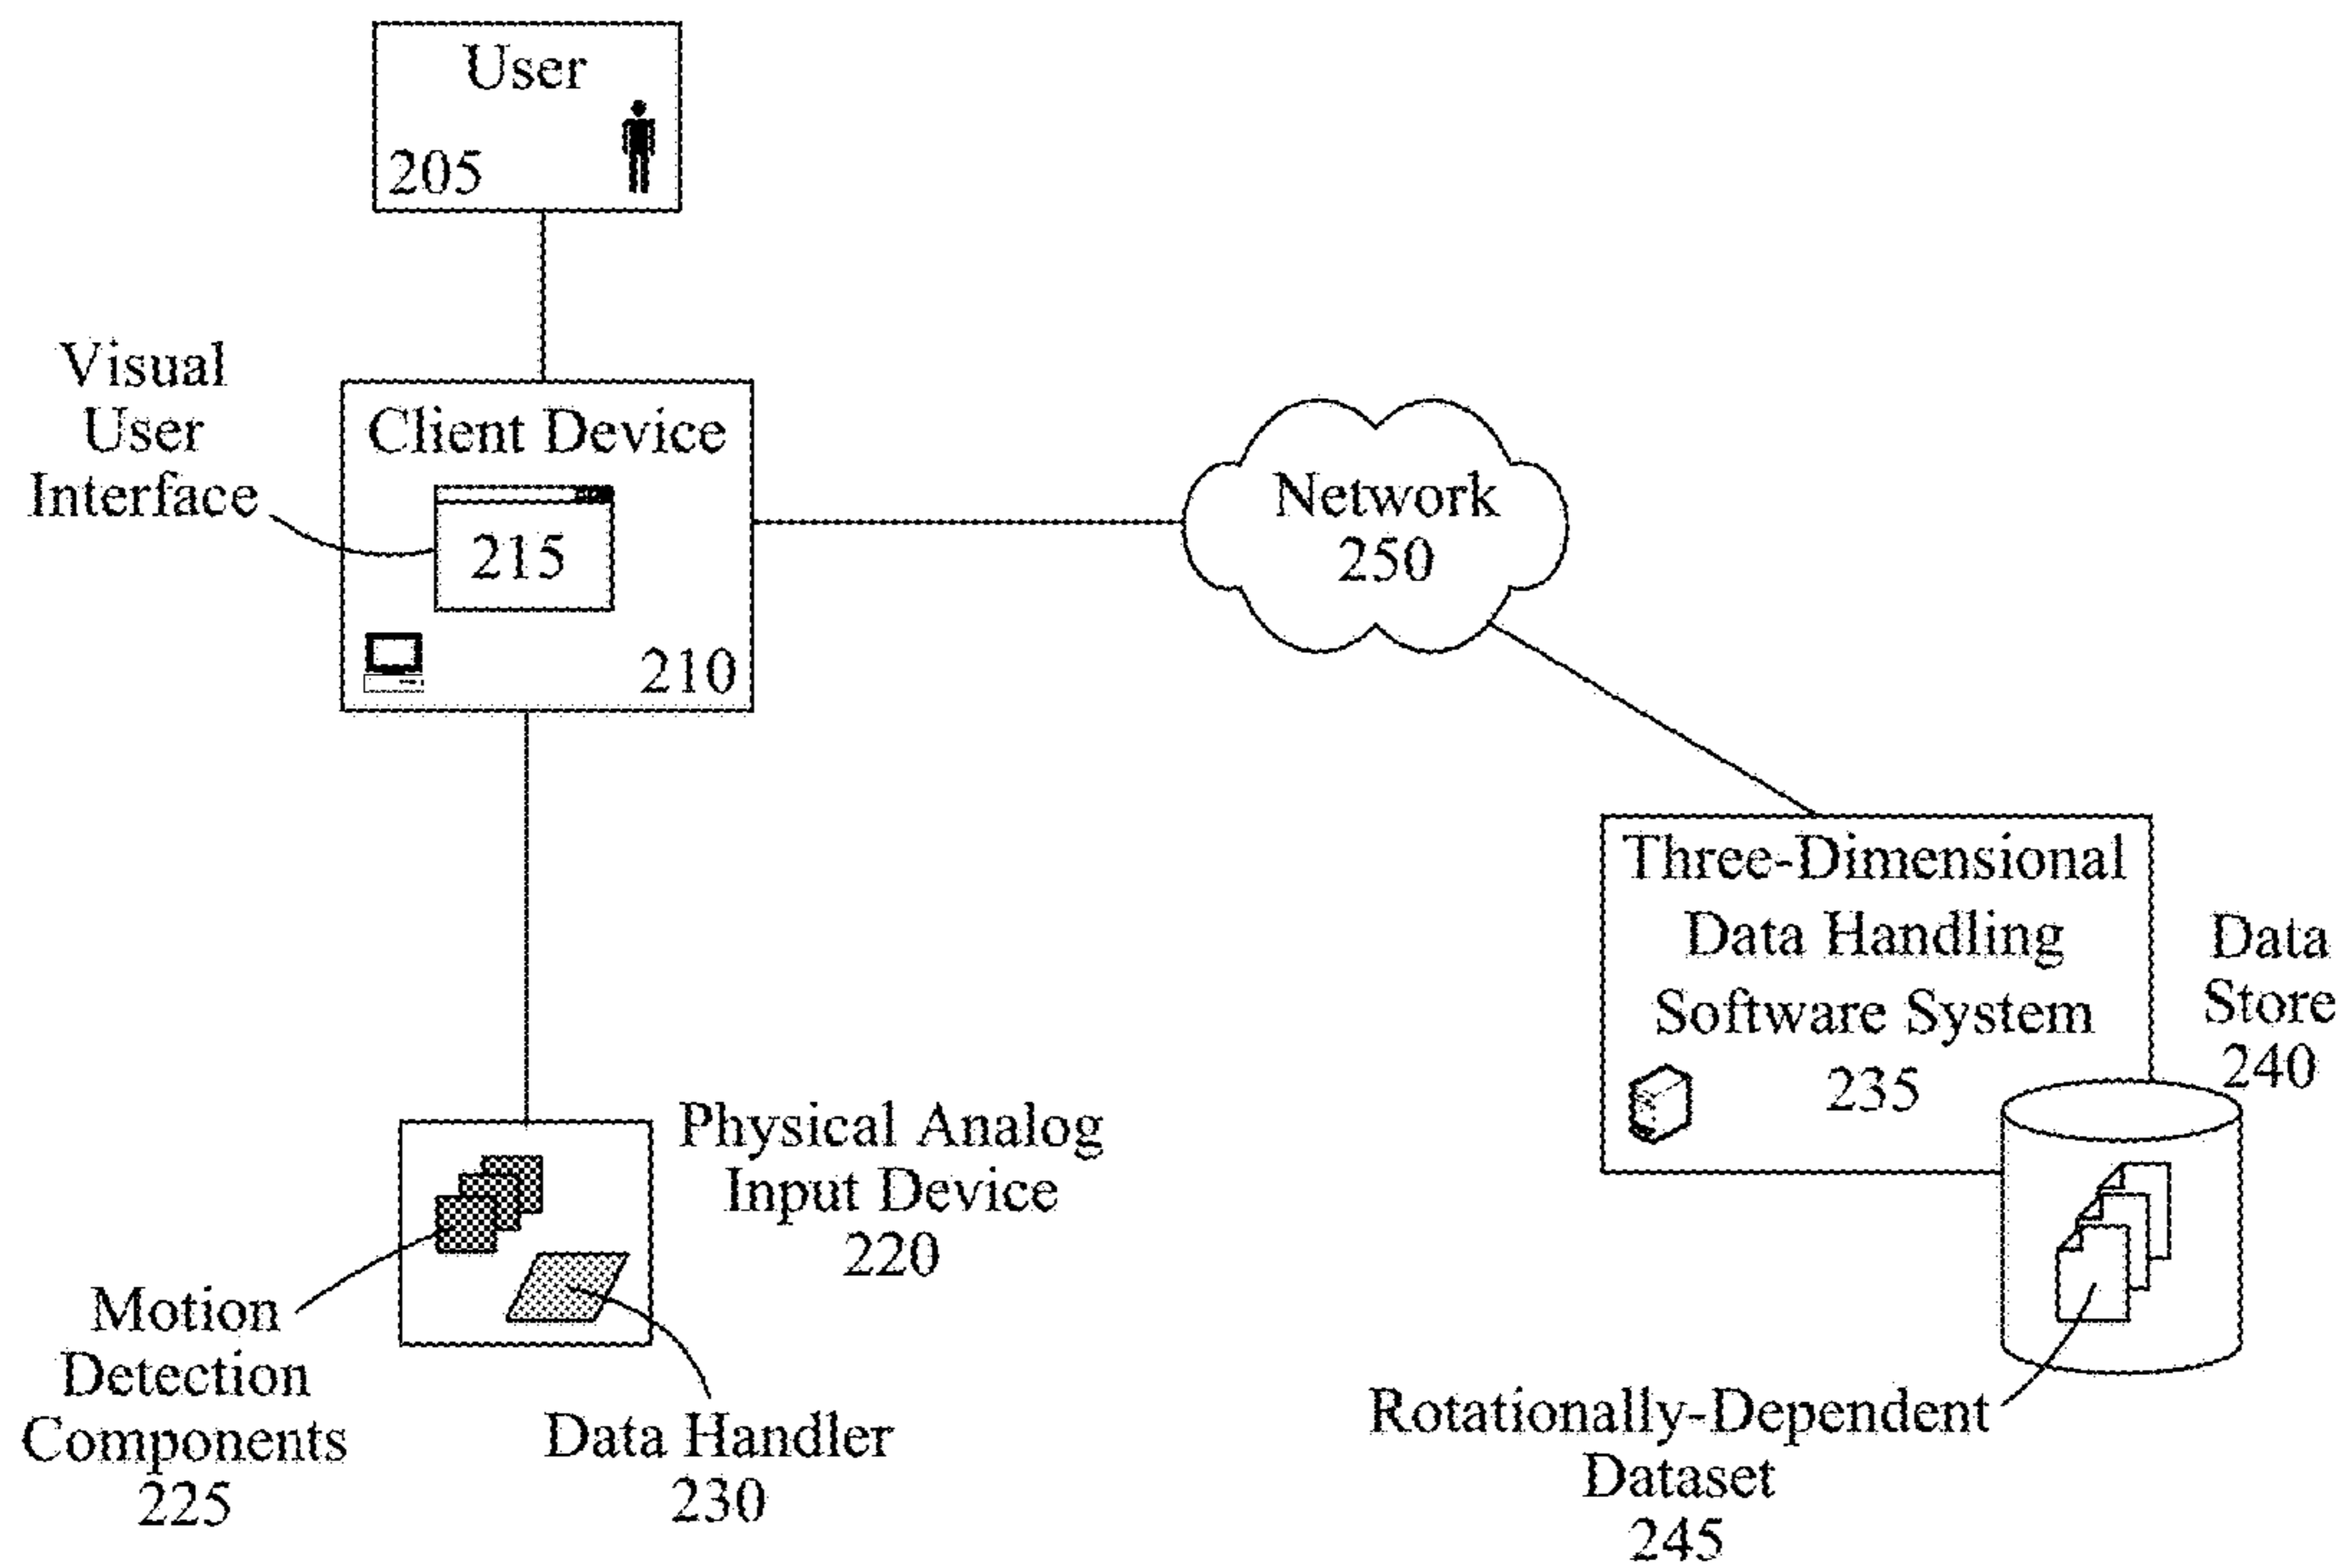 User
205
Visual
User
Interface
Client Device
215
210
Network
250
Three-Dimensional
Data Handling
Software System
235
Data
Store
240
Physical Analog
Input Device
220
Motion
Detection
Components
225
Data Handler
230
Rotationally-Dependent
Dataset
245